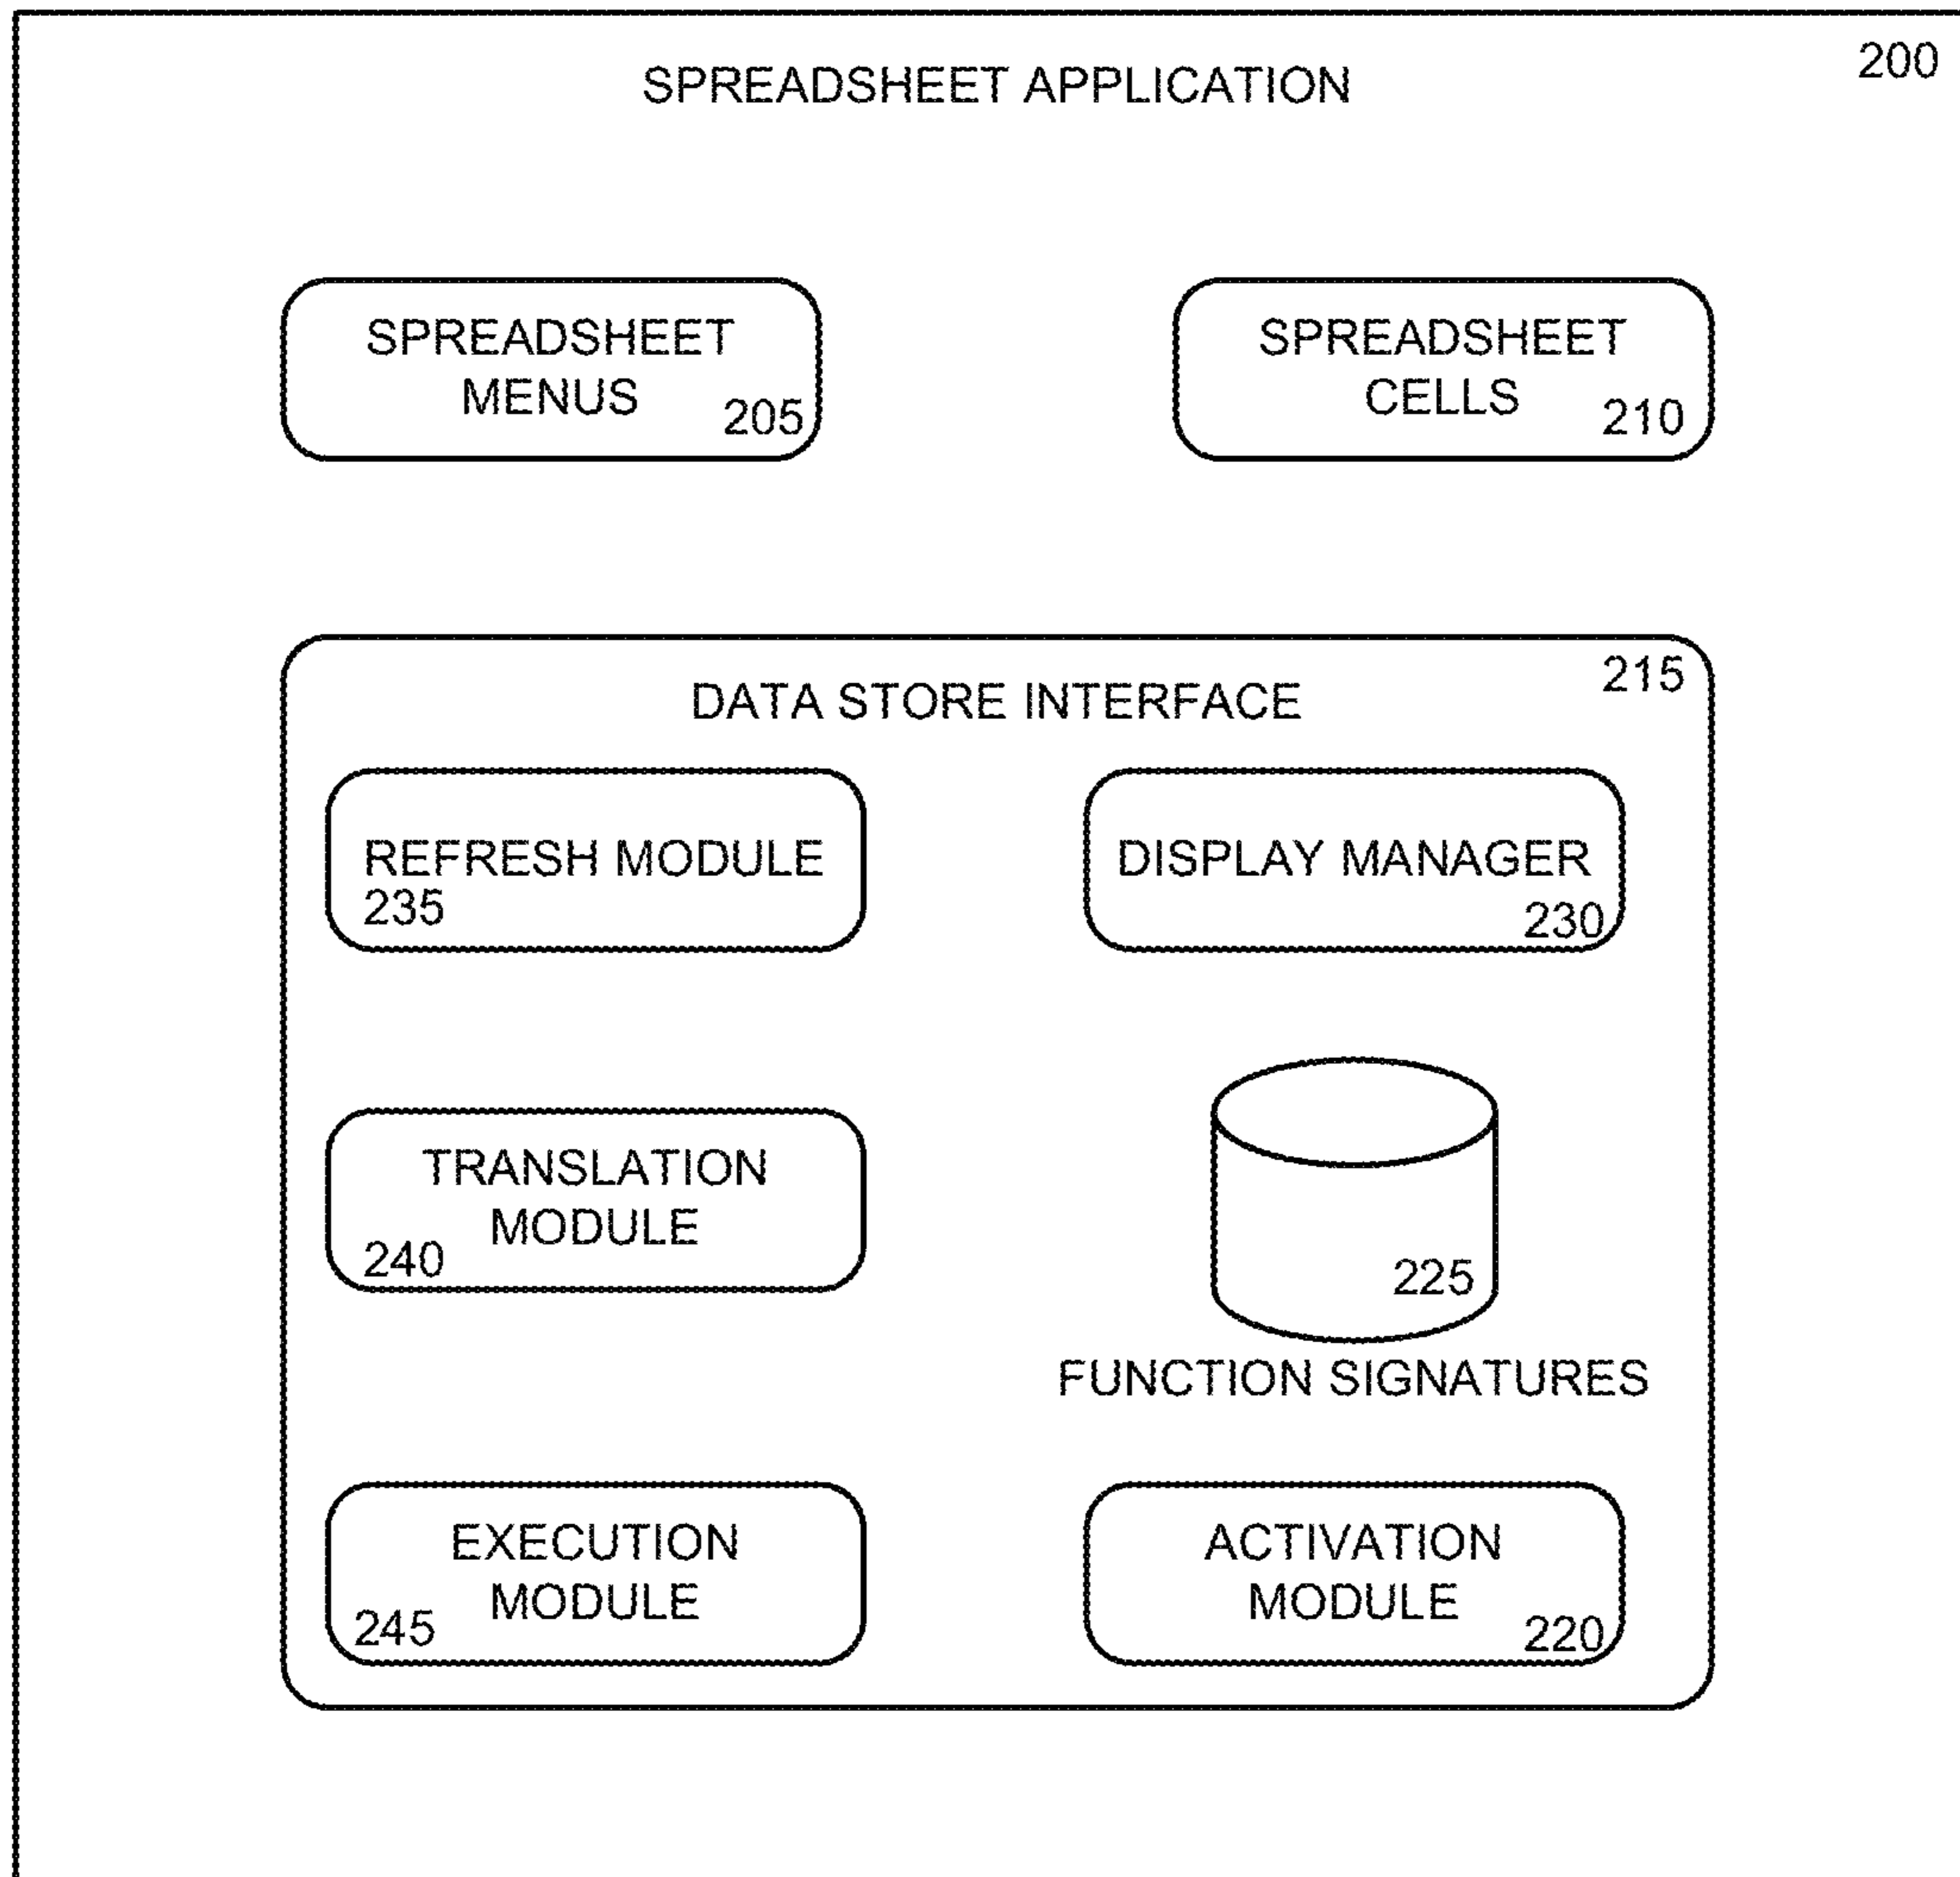 200
SPREADSHEET APPLICATION
SPREADSHEET
MENUS
205
SPREADSHEET
CELLS
210
215
DATA STORE INTERFACE
REFRESH MODULE
235
DISPLAY MANAGER
230
TRANSLATION
MODULE
240
225
FUNCTION SIGNATURES
EXECUTION
MODULE
245
ACTIVATION
MODULE
220